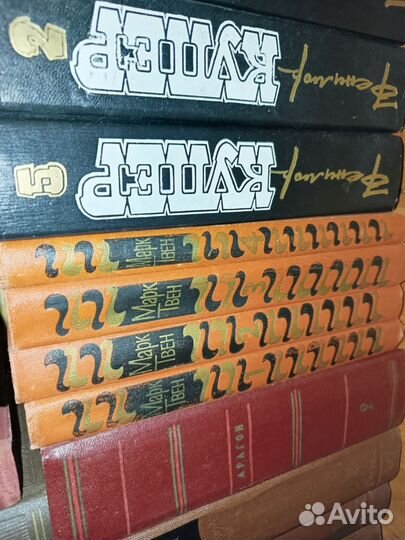 2
Фенимор
КУПЕР
5
Фенимор
КУПЕР
Марк
Твен
Марк
Твен
Марк
Твен
Марк
Твен
АРАГОН
2
Avito